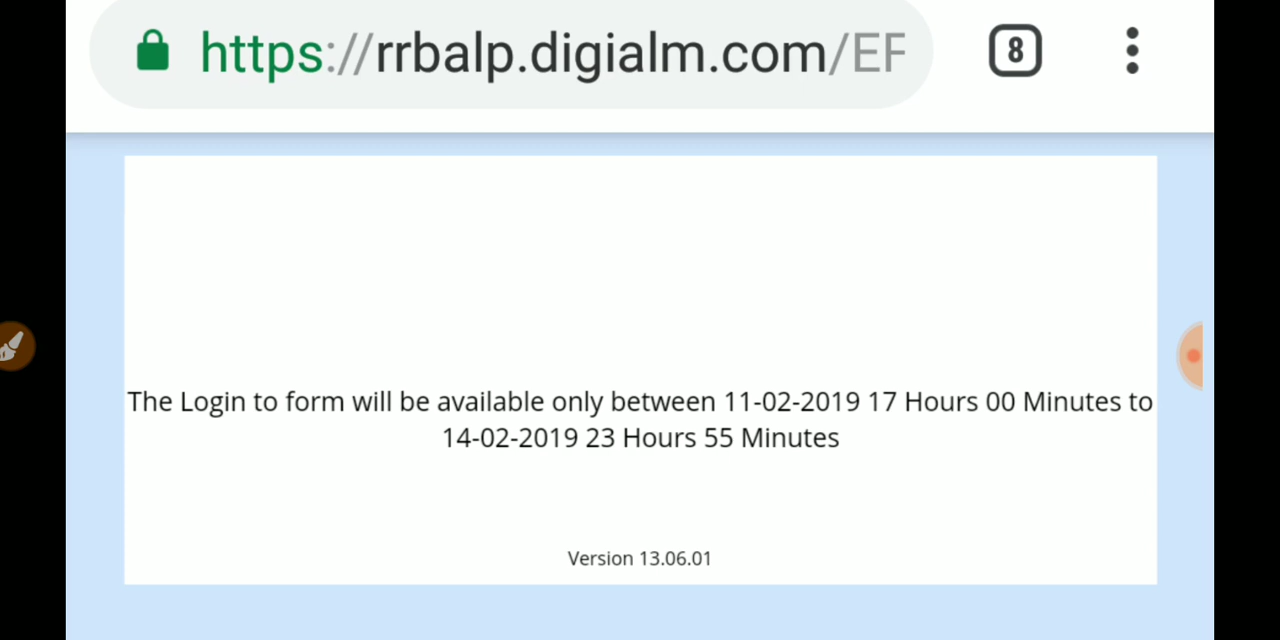 https://rrbalp.digialm.com/EF
8
The Login to form will be available only between 11-02-2019 17 Hours 00 Minutes to
14-02-2019 23 Hours 55 Minutes
Version 13.06.01